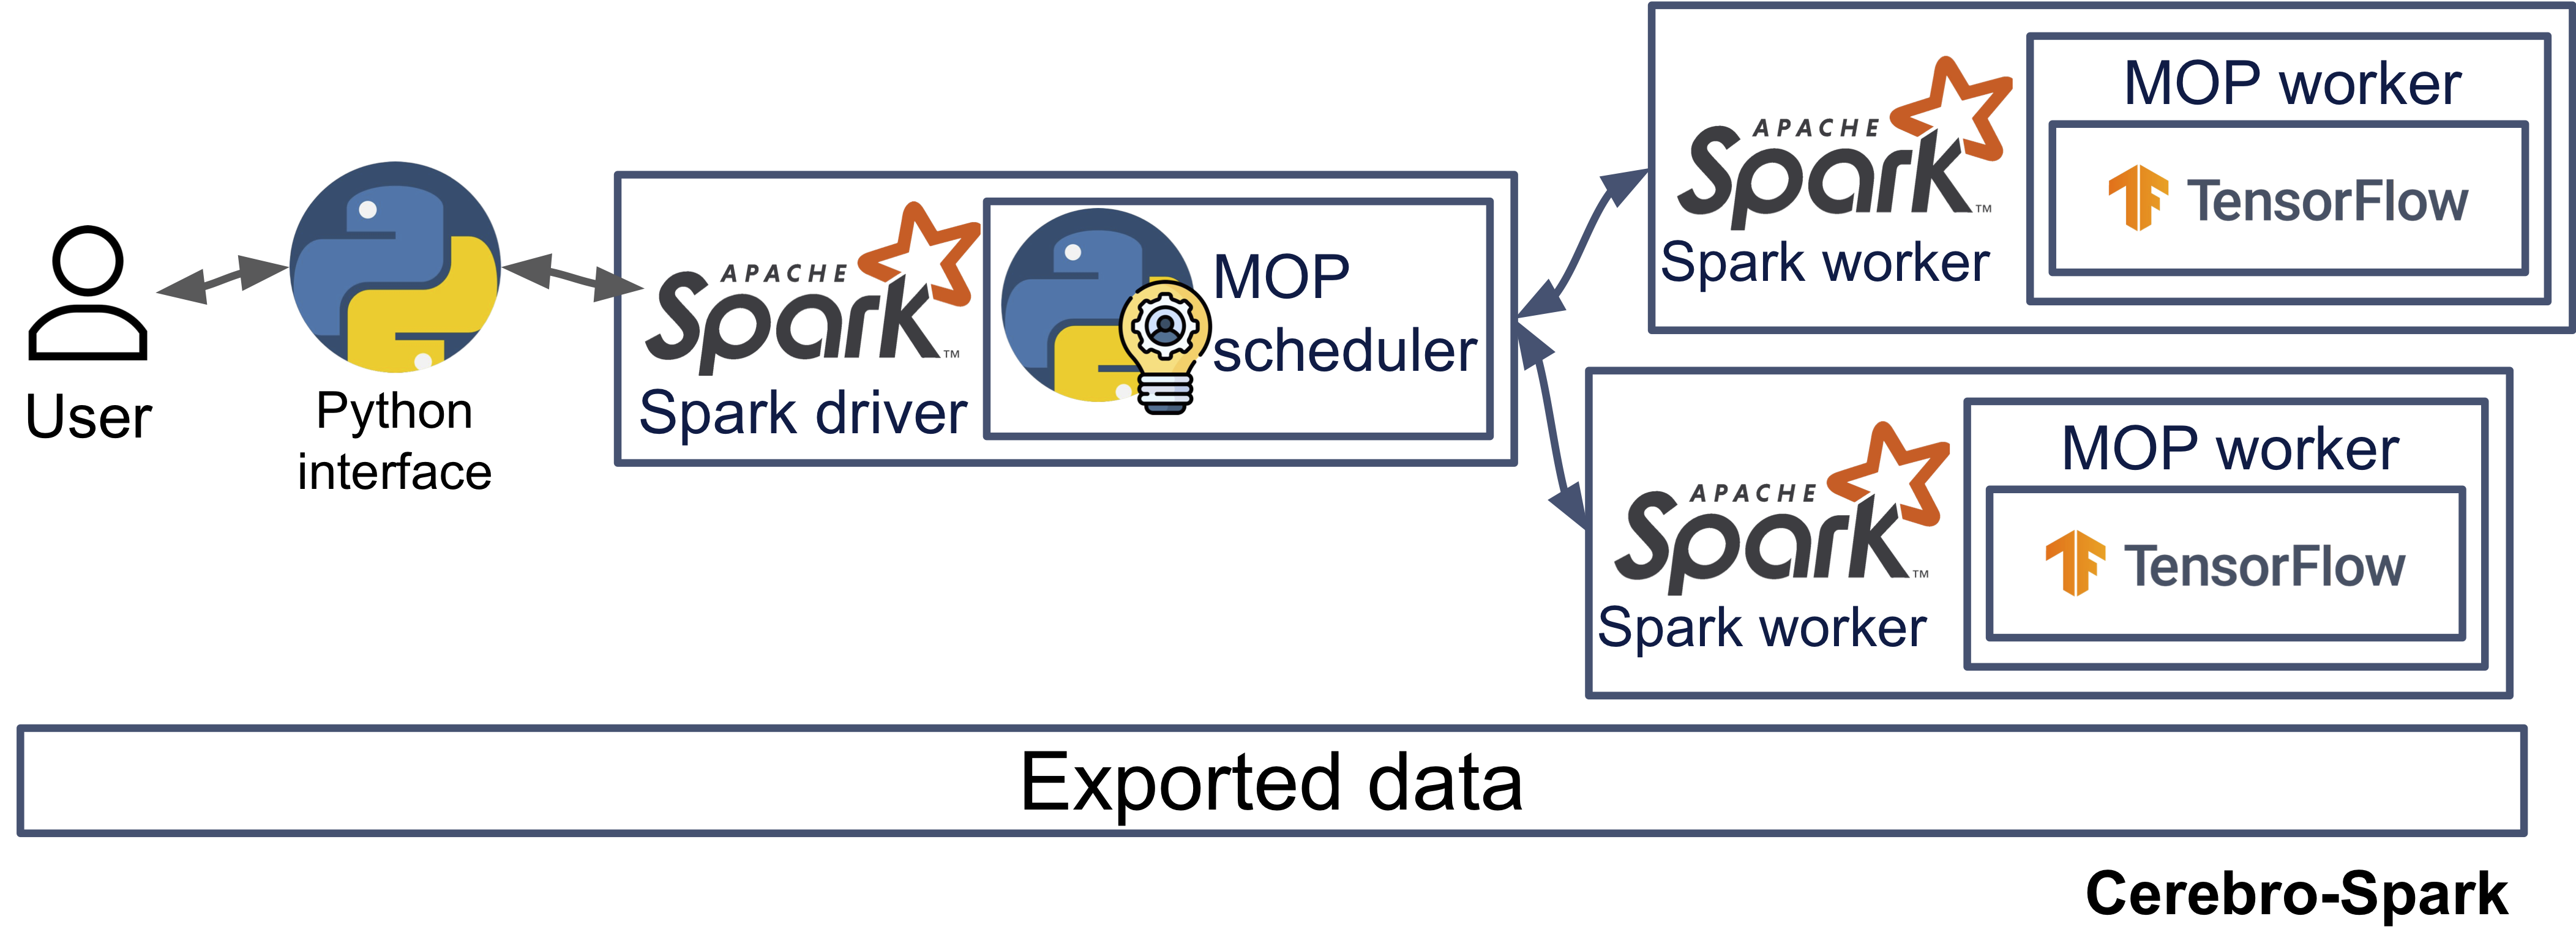 User
Python
interface
APACHE
Spark™
Spark driver
MOP
scheduler
APACHE
Spark™
Spark worker
MOP worker
TensorFlow
APACHE
Spark™
Spark worker
MOP worker
TensorFlow
Exported data
Cerebro-Spark